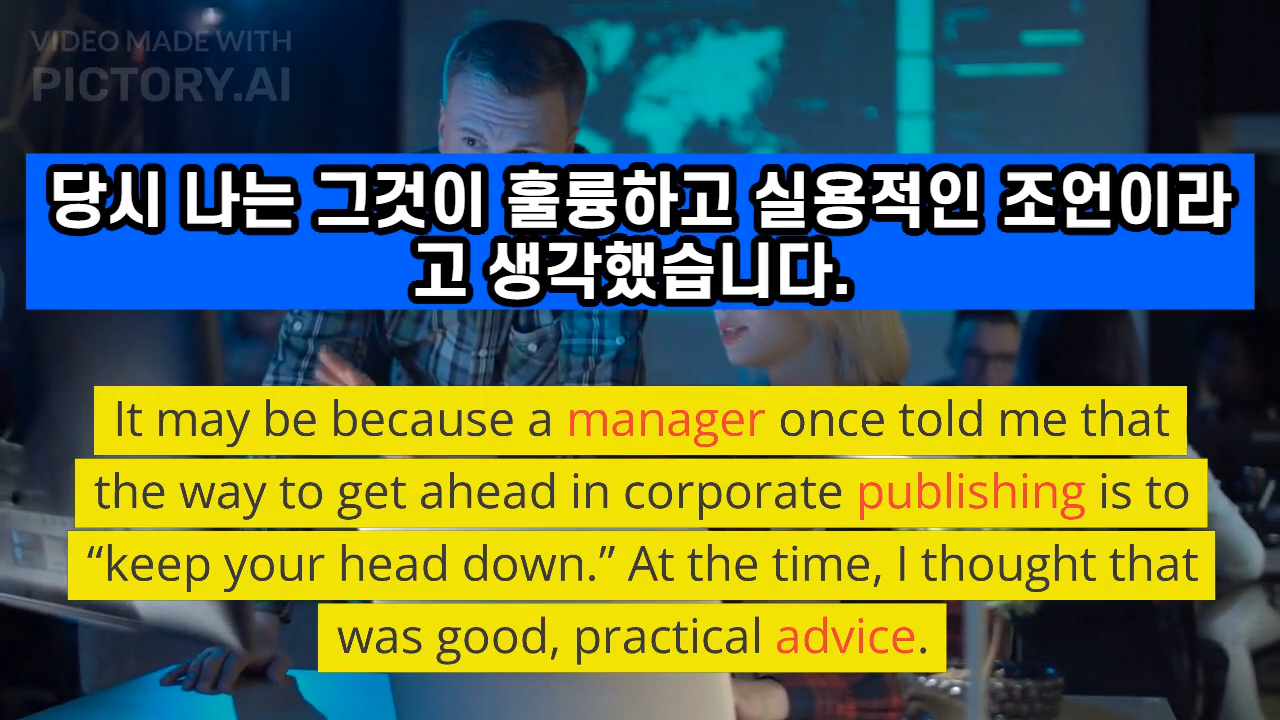 VIDEO MADE WITH
PICTORY.AI
당시 나는 그것이 훌륭하고 실용적인 조언이라
고 생각했습니다.
It may be because a manager once told me that
the way to get ahead in corporate publishing is to
“keep your head down.” At the time, I thought that
was good, practical advice.